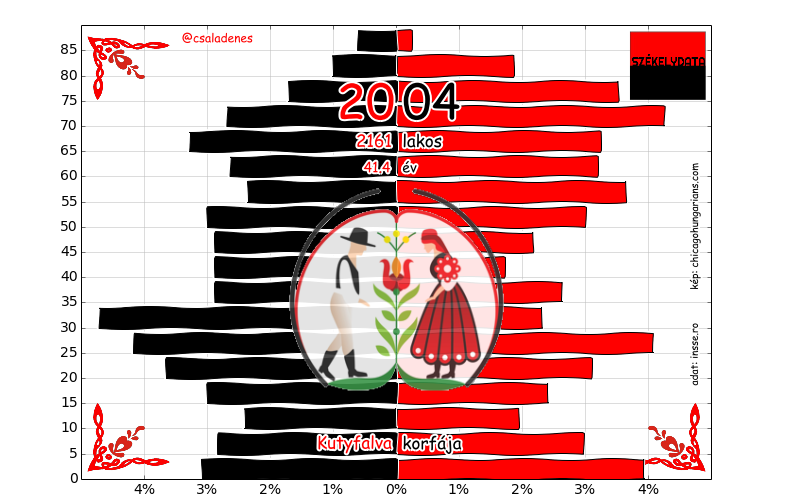 @csaladenes
SZÉKELYDATA
2004
2161 lakos
41.4 év
kép: chicagohungarians.com
adat: insse.ro
Kutyfalva korfája
85
80
75
70
65
60
55
50
45
40
35
30
25
20
15
10
5
0
4% 3% 2% 1% 0% 1% 2% 3% 4%